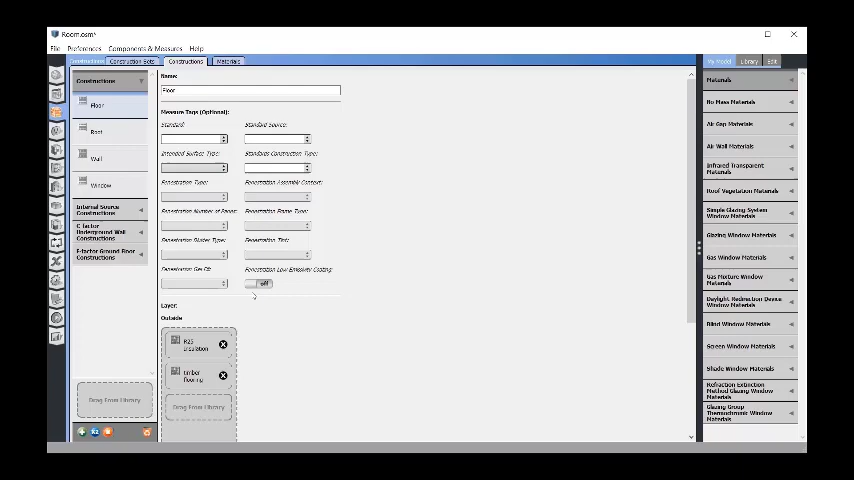 Room.osm*
File Preferences Components & Measures Help
Constructions Construction Sets Constructions Materials My Model Library Edit
Constructions
Floor
Roof
Wall
Window
Internal Source
Constructions
C factor
Underground Wall
Constructions
F-factor Ground Floor
Constructions
Drag From Library
Name:
Floor
Measure Tags (Optional):
Standard: Standard Source:
Intended Surface Type: Standards Construction Type:
Fenestration Type: Fenestration Assembly Context:
Fenestration Number of Panes: Fenestration Frame Type:
Fenestration Divider Type: Fenestration Tint:
Fenestration Gas Fill: Fenestration Low Emissivity Coating:
off
Layer:
Outside
R25
insulation
timber
flooring
Drag From Library
Materials
No Mass Materials
Air Gap Materials
Air Wall Materials
Infrared Transparent
Materials
Roof Vegetation Materials
Simple Glazing System
Window Materials
Glazing Window Materials
Gas Window Materials
Gas Mixture Window
Materials
Daylight Redirection Device
Window Materials
Blind Window Materials
Screen Window Materials
Shade Window Materials
Refraction Extinction
Method Glazing Window
Materials
Glazing Group
Thermochromic Window
Materials